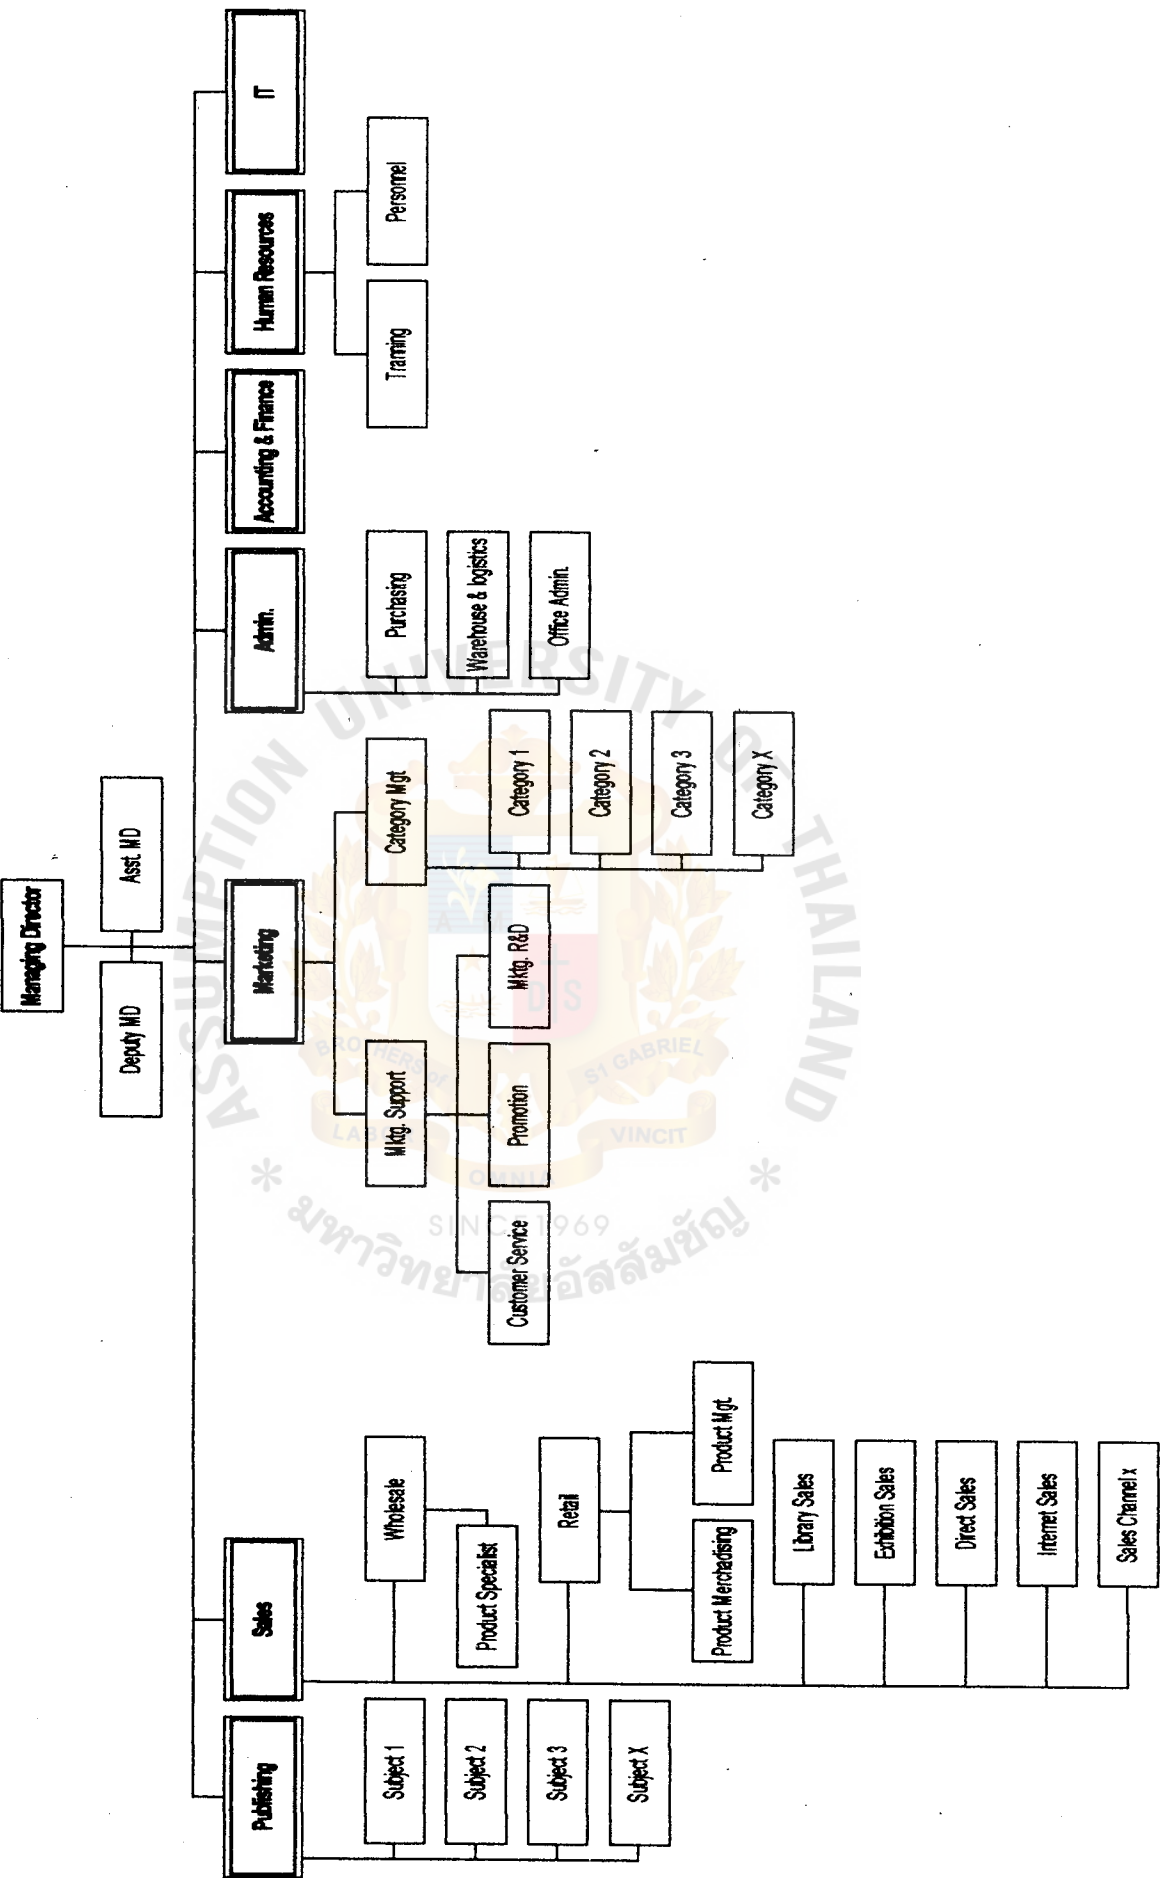 Managing Director
Deputy MD
Asst. MD
Publishing
Sales
Marketing
Admin.
Accounting & Finance
Human Resources
IT
Subject 1
Subject 2
Subject 3
Subject X
Wholesale
Product Specialist
Retail
Product Merchadising
Product Mgt.
Library Sales
Exhibition Sales
Direct Sales
Internet Sales
Sales Channel x
Mktg. Support
Category Mgt
Customer Service
Promotion
Mktg. R&D
Category 1
Category 2
Category 3
Category X
Purchasing
Warehouse & logistics
Office Admin.
Tranning
Personnel
ASSUMPTION UNIVERSITY OF THAILAND
BROTHERS of
ST GABRIEL
LABOR
OMNIA
VINCIT
SINCE1969
มหาวิทยาลัยอัสสัมชัญ
A M
D S